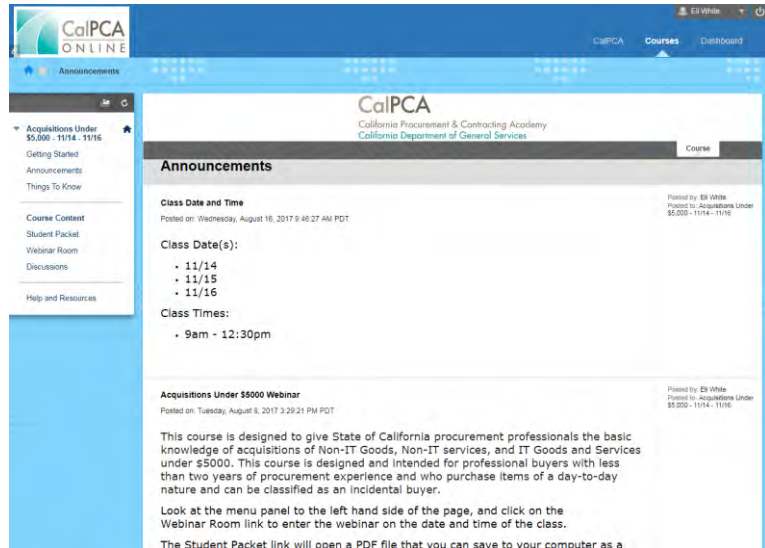 Eli White
CalPCA
ONLINE
CalPCA Courses Dashboard
Announcements
Acquisitions Under
$5,000 - 11/14 - 11/16
Getting Started
Announcements
Things To Know
Course Content
Student Packet
Webinar Room
Discussions
Help and Resources
CalPCA
California Procurement & Contracting Academy
California Department of General Services
Course
Announcements
Class Date and Time
Posted on: Wednesday, August 16, 2017 9:46:27 AM PDT
Posted by: Eli White
Posted to: Acquisitions Under
$5,000 - 11/14 - 11/16
Class Date(s):
• 11/14
• 11/15
• 11/16
Class Times:
• 9am - 12:30pm
Acquisitions Under $5000 Webinar
Posted on: Tuesday, August 8, 2017 3:29:21 PM PDT
Posted by: Eli White
Posted to: Acquisitions Under
$5,000 - 11/14 - 11/16
This course is designed to give State of California procurement professionals the basic
knowledge of acquisitions of Non-IT Goods, Non-IT services, and IT Goods and Services
under $5000. This course is designed and intended for professional buyers with less
than two years of procurement experience and who purchase items of a day-to-day
nature and can be classified as an incidental buyer.
Look at the menu panel to the left hand side of the page, and click on the
Webinar Room link to enter the webinar on the date and time of the class.
The Student Packet link will open a PDF file that you can save to your computer as a